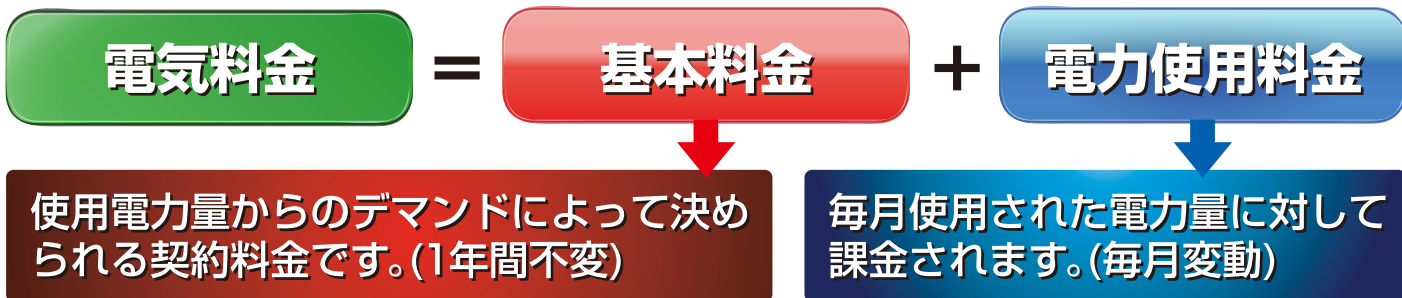 電気料金 = 基本料金 + 電力使用料金
使用電力量からのデマンドによって決め
られる契約料金です。(1年間不変)
毎月使用された電力量に対して
課金されます。(毎月変動)